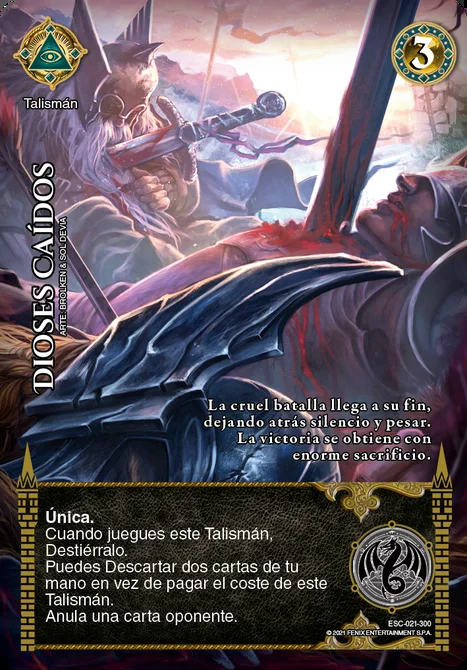 3
Talismán
DIOSES CAÍDOS
ARTE: BROLKEN & SOL DEVIA
La cruel batalla llega a su fin,
dejando atrás silencio y pesar.
La victoria se obtiene con
enorme sacrificio.
Única.
Cuando juegues este Talismán,
Destiérralo.
Puedes Descartar dos cartas de tu
mano en vez de pagar el coste de este
Talismán.
Anula una carta oponente.
ESC-021-300
© 2021 FENIX ENTERTAINMENT S.P.A.